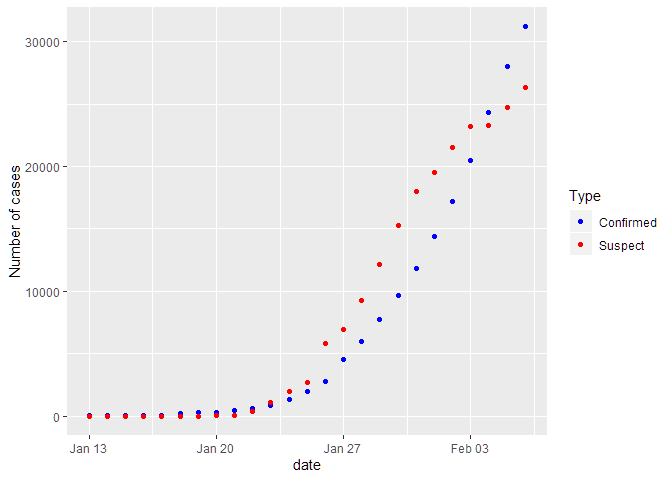 30000
20000
10000
0
Number of cases
Jan 13
Jan 20
Jan 27
Feb 03
date
Type
Confirmed
Suspect